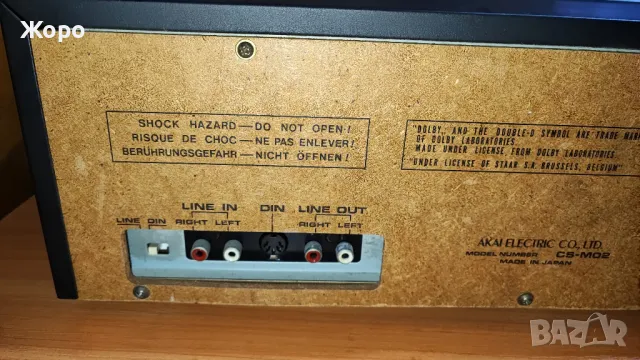 Жоро
SHOCK HAZARD — DO NOT OPEN!
RISQUE DE CHOC — NE PAS ENLEVER!
BERÜHRUNGSGEFAHR — NICHT ÖFFNEN!
"DOLBY" AND THE DOUBLE-D SYMBOL ARE TRADE MAR
OF DOLBY LABORATORIES.
MADE UNDER LICENSE FROM DOLBY LABORATORIES.
"UNDER LICENSE OF STAAR S.A. BRUSSELS, BELGIUM"
LINE IN DIN LINE OUT
LINE DIN RIGHT LEFT RIGHT LEFT
AKAI ELECTRIC CO., LTD.
MODEL NUMBER CS-M02
MADE IN JAPAN
BAZAR.bg